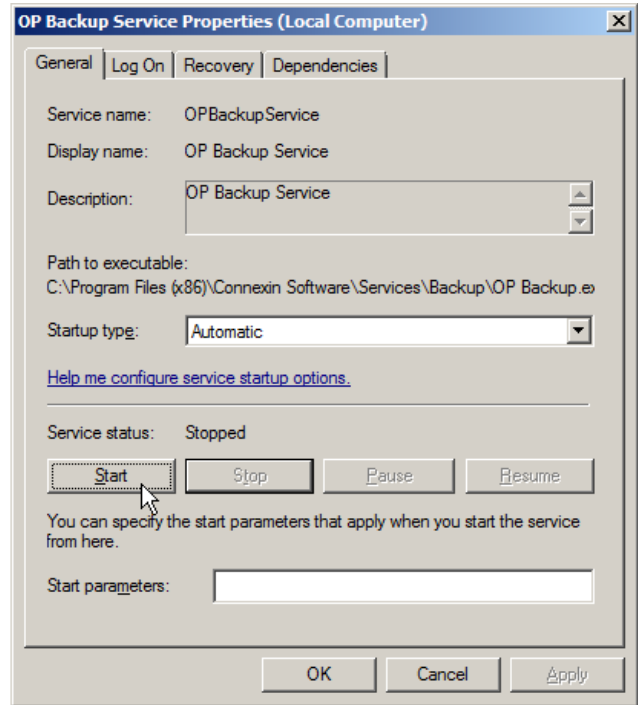 OP Backup Service Properties (Local Computer)
General Log On Recovery Dependencies
Service name: OPBackupService
Display name: OP Backup Service
Description: OP Backup Service
Path to executable:
C:\Program Files (x86)\Connexin Software\Services\Backup\OP Backup.ex
Startup type: Automatic
Help me configure service startup options.
Service status: Stopped
Start Stop Pause Resume
You can specify the start parameters that apply when you start the service
from here.
Start parameters:
OK Cancel Apply